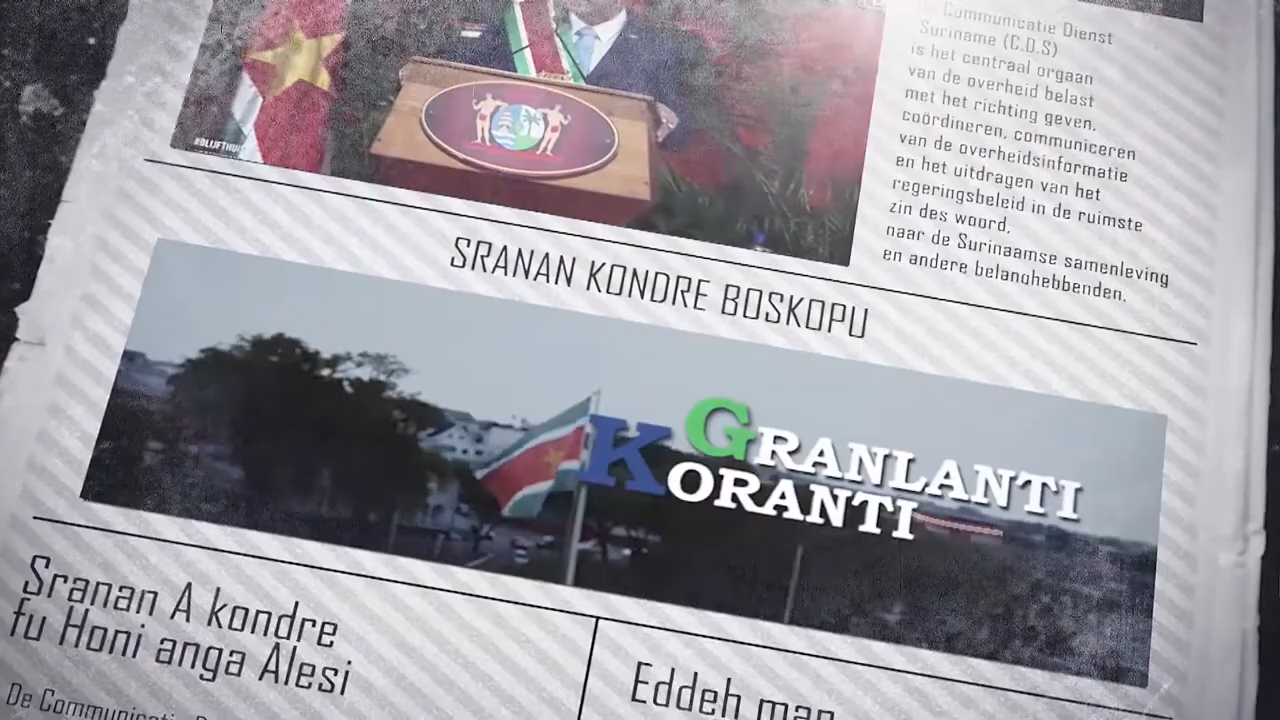 Communicatie Dienst
Suriname (C.D.S)
is het centraal orgaan
van de overheid belast
met het richting geven,
coördineren, communiceren
van de overheidsinformatie
en het uitdragen van het
regeringsbeleid in de ruimste
zin des woord,
naar de Surinaamse samenleving
en andere belanghebbenden.
SRANAN KONDRE BOSKOPU
GRANLANTI
KORANTI
Sranan A kondre
fu Honi anga Alesi
De
Eddeh man